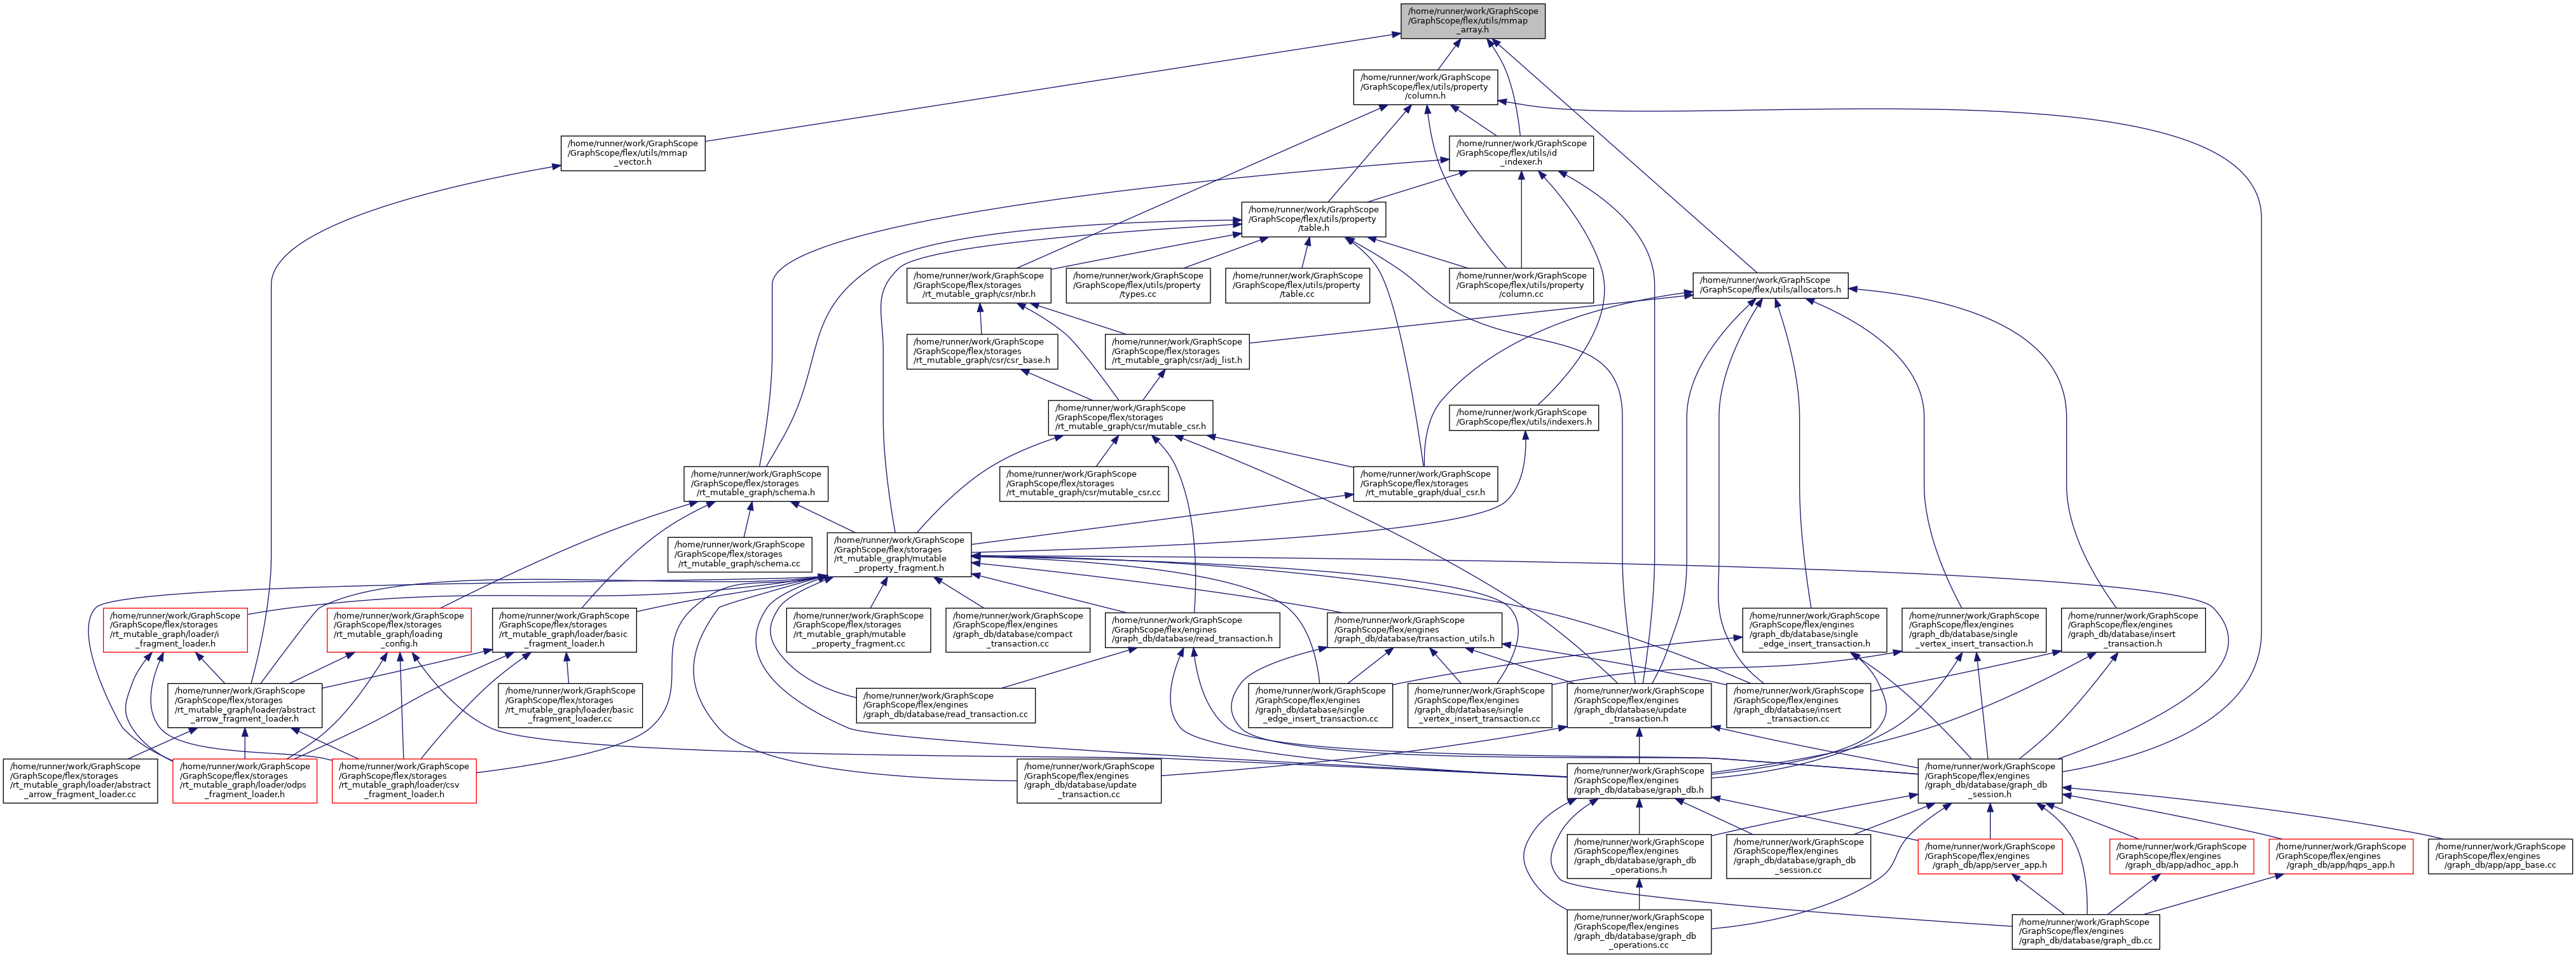 /home/runner/work/GraphScope
/GraphScope/flex/utils/mmap
_array.h
/home/runner/work/GraphScope
/GraphScope/flex/utils/property
/column.h
/home/runner/work/GraphScope
/GraphScope/flex/utils/mmap
_vector.h
/home/runner/work/GraphScope
/GraphScope/flex/utils/id
_indexer.h
/home/runner/work/GraphScope
/GraphScope/flex/utils/property
/table.h
/home/runner/work/GraphScope
/GraphScope/flex/storages
/rt_mutable_graph/csr/nbr.h
/home/runner/work/GraphScope
/GraphScope/flex/utils/property
/types.cc
/home/runner/work/GraphScope
/GraphScope/flex/utils/property
/table.cc
/home/runner/work/GraphScope
/GraphScope/flex/utils/property
/column.cc
/home/runner/work/GraphScope
/GraphScope/flex/utils/allocators.h
/home/runner/work/GraphScope
/GraphScope/flex/storages
/rt_mutable_graph/csr/csr_base.h
/home/runner/work/GraphScope
/GraphScope/flex/storages
/rt_mutable_graph/csr/adj_list.h
/home/runner/work/GraphScope
/GraphScope/flex/storages
/rt_mutable_graph/csr/mutable_csr.h
/home/runner/work/GraphScope
/GraphScope/flex/utils/indexers.h
/home/runner/work/GraphScope
/GraphScope/flex/storages
/rt_mutable_graph/schema.h
/home/runner/work/GraphScope
/GraphScope/flex/storages
/rt_mutable_graph/csr/mutable_csr.cc
/home/runner/work/GraphScope
/GraphScope/flex/storages
/rt_mutable_graph/dual_csr.h
/home/runner/work/GraphScope
/GraphScope/flex/storages
/rt_mutable_graph/schema.cc
/home/runner/work/GraphScope
/GraphScope/flex/storages
/rt_mutable_graph/mutable
_property_fragment.h
/home/runner/work/GraphScope
/GraphScope/flex/storages
/rt_mutable_graph/loader/i
_fragment_loader.h
/home/runner/work/GraphScope
/GraphScope/flex/storages
/rt_mutable_graph/loading
_config.h
/home/runner/work/GraphScope
/GraphScope/flex/storages
/rt_mutable_graph/loader/basic
_fragment_loader.h
/home/runner/work/GraphScope
/GraphScope/flex/storages
/rt_mutable_graph/mutable
_property_fragment.cc
/home/runner/work/GraphScope
/GraphScope/flex/engines
/graph_db/database/compact
_transaction.cc
/home/runner/work/GraphScope
/GraphScope/flex/engines
/graph_db/database/read_transaction.h
/home/runner/work/GraphScope
/GraphScope/flex/engines
/graph_db/database/transaction_utils.h
/home/runner/work/GraphScope
/GraphScope/flex/engines
/graph_db/database/single
_edge_insert_transaction.h
/home/runner/work/GraphScope
/GraphScope/flex/engines
/graph_db/database/single
_vertex_insert_transaction.h
/home/runner/work/GraphScope
/GraphScope/flex/engines
/graph_db/database/insert
_transaction.h
/home/runner/work/GraphScope
/GraphScope/flex/storages
/rt_mutable_graph/loader/abstract
_arrow_fragment_loader.h
/home/runner/work/GraphScope
/GraphScope/flex/storages
/rt_mutable_graph/loader/basic
_fragment_loader.cc
/home/runner/work/GraphScope
/GraphScope/flex/engines
/graph_db/database/read_transaction.cc
/home/runner/work/GraphScope
/GraphScope/flex/engines
/graph_db/database/single
_edge_insert_transaction.cc
/home/runner/work/GraphScope
/GraphScope/flex/engines
/graph_db/database/single
_vertex_insert_transaction.cc
/home/runner/work/GraphScope
/GraphScope/flex/engines
/graph_db/database/update
_transaction.h
/home/runner/work/GraphScope
/GraphScope/flex/engines
/graph_db/database/insert
_transaction.cc
/home/runner/work/GraphScope
/GraphScope/flex/storages
/rt_mutable_graph/loader/abstract
_arrow_fragment_loader.cc
/home/runner/work/GraphScope
/GraphScope/flex/storages
/rt_mutable_graph/loader/odps
_fragment_loader.h
/home/runner/work/GraphScope
/GraphScope/flex/storages
/rt_mutable_graph/loader/csv
_fragment_loader.h
/home/runner/work/GraphScope
/GraphScope/flex/engines
/graph_db/database/update
_transaction.cc
/home/runner/work/GraphScope
/GraphScope/flex/engines
/graph_db/database/graph_db.h
/home/runner/work/GraphScope
/GraphScope/flex/engines
/graph_db/database/graph_db
_session.h
/home/runner/work/GraphScope
/GraphScope/flex/engines
/graph_db/database/graph_db
_operations.h
/home/runner/work/GraphScope
/GraphScope/flex/engines
/graph_db/database/graph_db
_session.cc
/home/runner/work/GraphScope
/GraphScope/flex/engines
/graph_db/app/server_app.h
/home/runner/work/GraphScope
/GraphScope/flex/engines
/graph_db/app/adhoc_app.h
/home/runner/work/GraphScope
/GraphScope/flex/engines
/graph_db/app/hqps_app.h
/home/runner/work/GraphScope
/GraphScope/flex/engines
/graph_db/app/app_base.cc
/home/runner/work/GraphScope
/GraphScope/flex/engines
/graph_db/database/graph_db
_operations.cc
/home/runner/work/GraphScope
/GraphScope/flex/engines
/graph_db/database/graph_db.cc